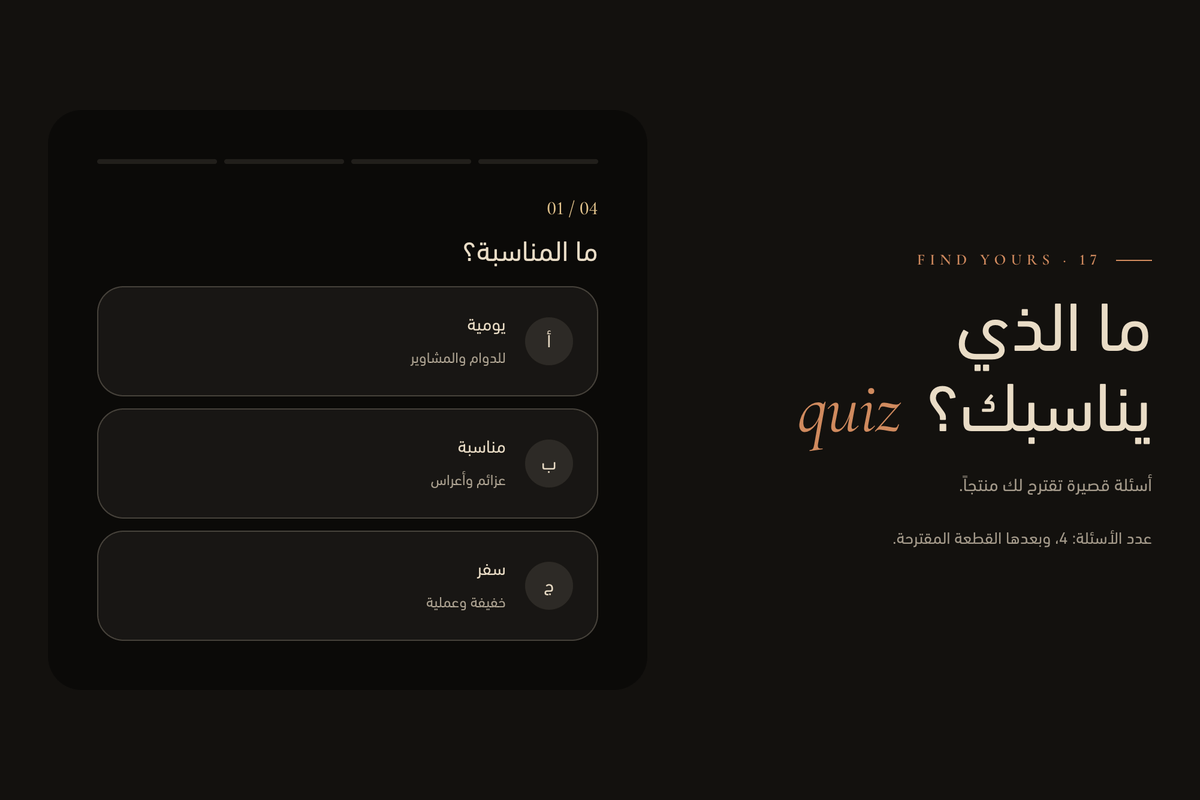 FIND YOURS · 17
ما الذي
يناسبك؟ quiz
أسئلة قصيرة تقترح لك منتجاً.
عدد الأسئلة: 4، وبعدها القطعة المقترحة.
01 / 04
ما المناسبة؟
أ
يومية
للدوام والمشاوير
ب
مناسبة
عزائم وأعراس
ج
سفر
خفيفة وعملية